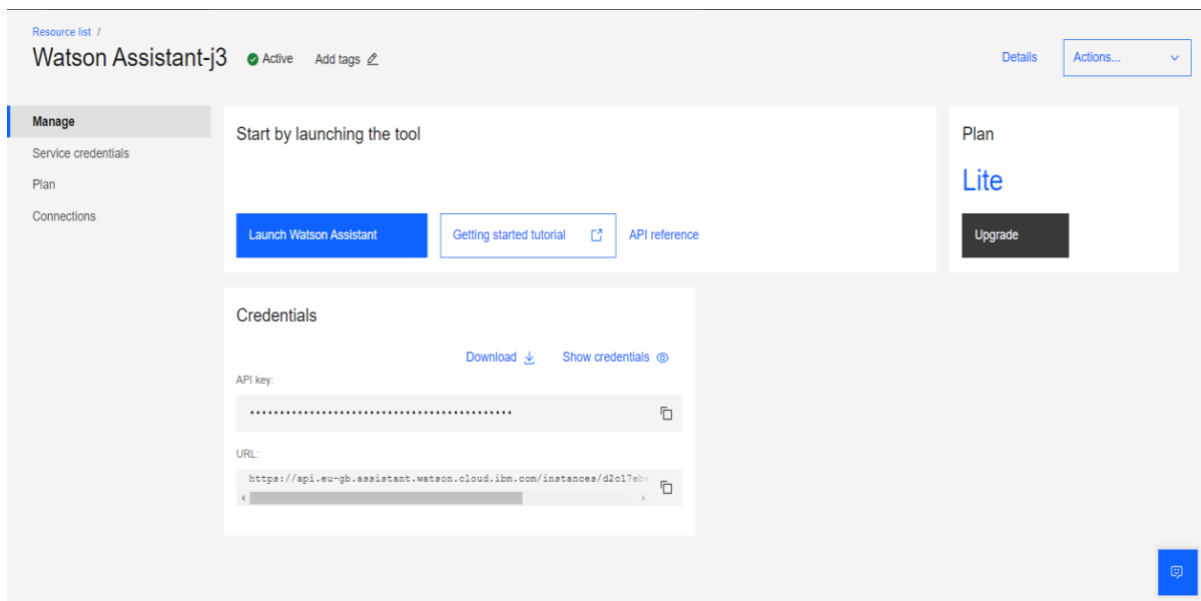 Resource list /
Watson Assistant-j3 Active Add tags
Details Actions...
Manage
Service credentials
Plan
Connections
Start by launching the tool
Launch Watson Assistant Getting started tutorial API reference
Plan
Lite
Upgrade
Credentials
Download Show credentials
API key:
............................................
URL:
https://api.eu-gb.assistant.watson.cloud.ibm.com/instances/d2c17eb